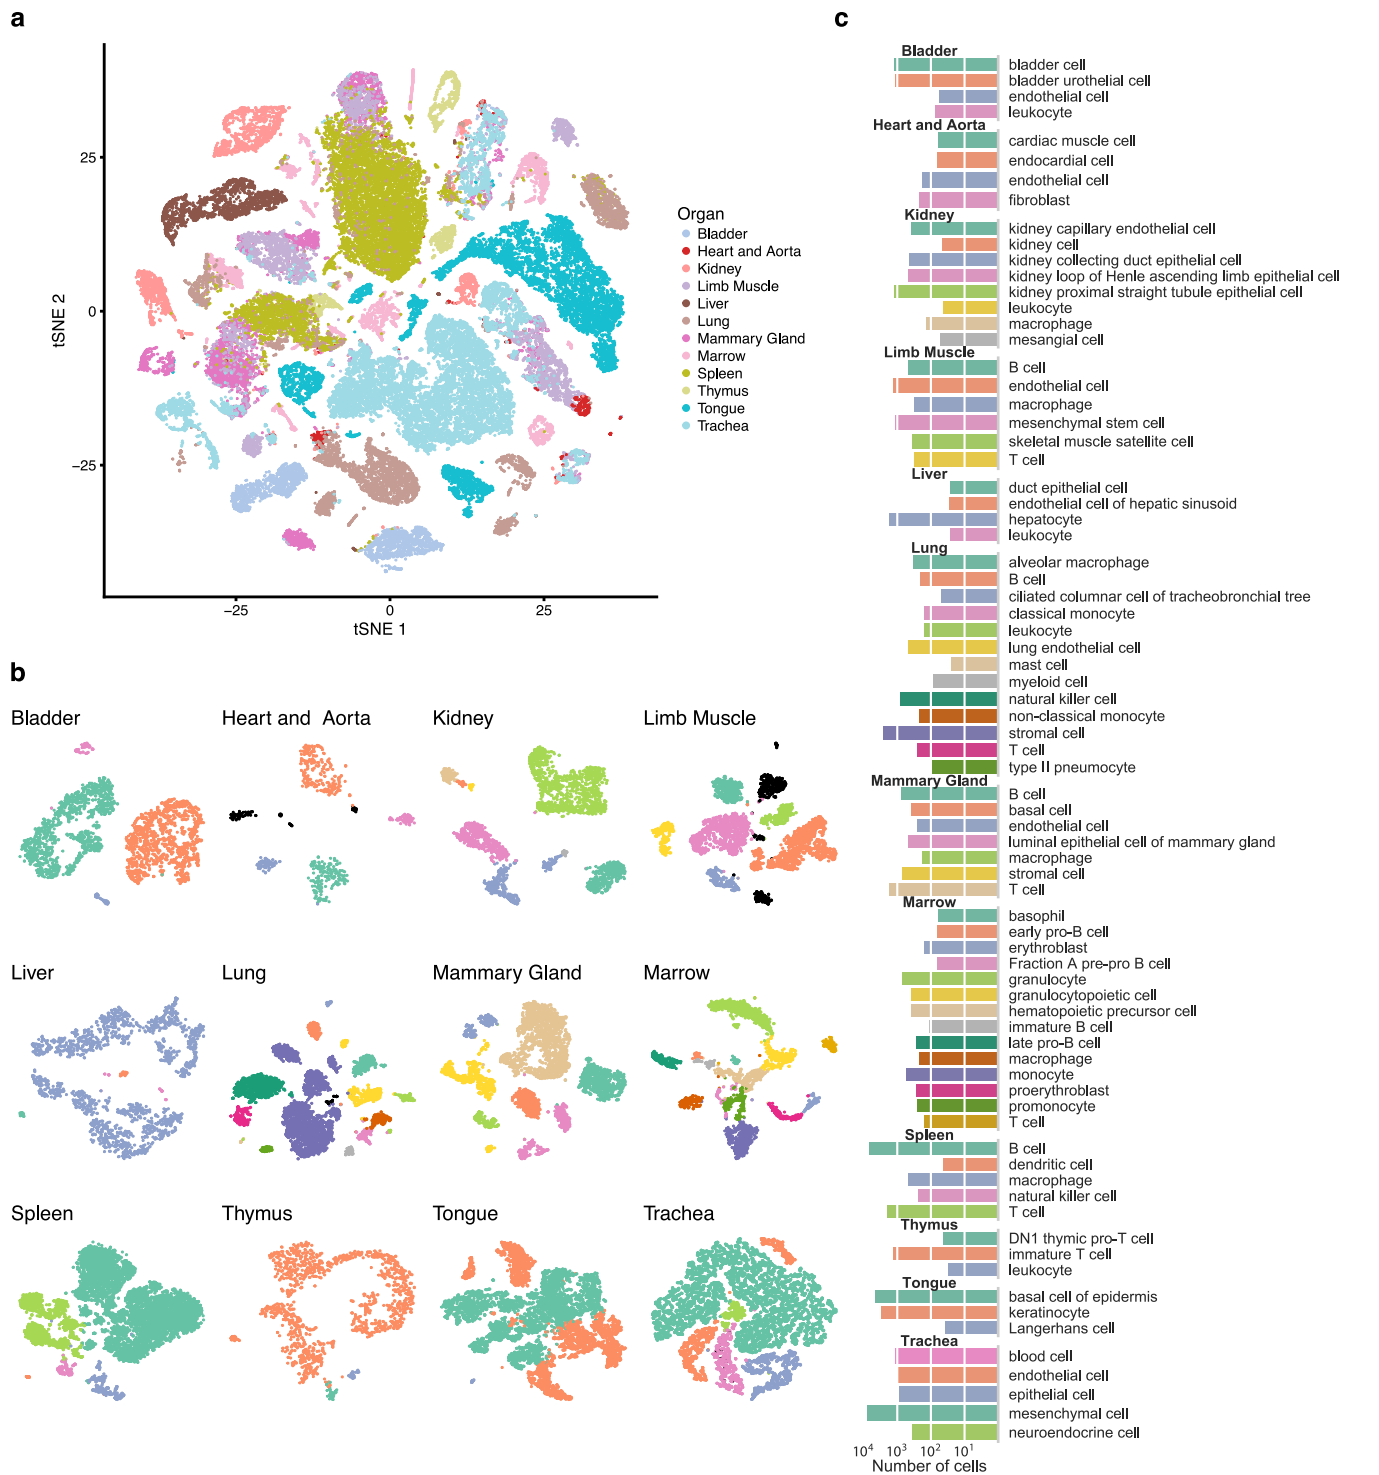 a
tSNE 2
25
0
−25
−25
0
25
tSNE 1
Organ
Bladder
Heart and Aorta
Kidney
Limb Muscle
Liver
Lung
Mammary Gland
Marrow
Spleen
Thymus
Tongue
Trachea
b
Bladder
Heart and Aorta
Kidney
Limb Muscle
Liver
Lung
Mammary Gland
Marrow
Spleen
Thymus
Tongue
Trachea
c
Bladder
bladder cell
bladder urothelial cell
endothelial cell
leukocyte
Heart and Aorta
cardiac muscle cell
endocardial cell
endothelial cell
fibroblast
Kidney
kidney capillary endothelial cell
kidney cell
kidney collecting duct epithelial cell
kidney loop of Henle ascending limb epithelial cell
kidney proximal straight tubule epithelial cell
leukocyte
macrophage
mesangial cell
Limb Muscle
B cell
endothelial cell
macrophage
mesenchymal stem cell
skeletal muscle satellite cell
T cell
Liver
duct epithelial cell
endothelial cell of hepatic sinusoid
hepatocyte
leukocyte
Lung
alveolar macrophage
B cell
ciliated columnar cell of tracheobronchial tree
classical monocyte
leukocyte
lung endothelial cell
mast cell
myeloid cell
natural killer cell
non-classical monocyte
stromal cell
T cell
type II pneumocyte
Mammary Gland
B cell
basal cell
endothelial cell
luminal epithelial cell of mammary gland
macrophage
stromal cell
T cell
Marrow
basophil
early pro-B cell
erythroblast
Fraction A pre-pro B cell
granulocyte
granulocytopoietic cell
hematopoietic precursor cell
immature B cell
late pro-B cell
macrophage
monocyte
proerythroblast
promonocyte
T cell
Spleen
B cell
dendritic cell
macrophage
natural killer cell
T cell
Thymus
DN1 thymic pro-T cell
immature T cell
leukocyte
Tongue
basal cell of epidermis
keratinocyte
Langerhans cell
Trachea
blood cell
endothelial cell
epithelial cell
mesenchymal cell
neuroendocrine cell
10⁴ 10³ 10² 10¹
Number of cells